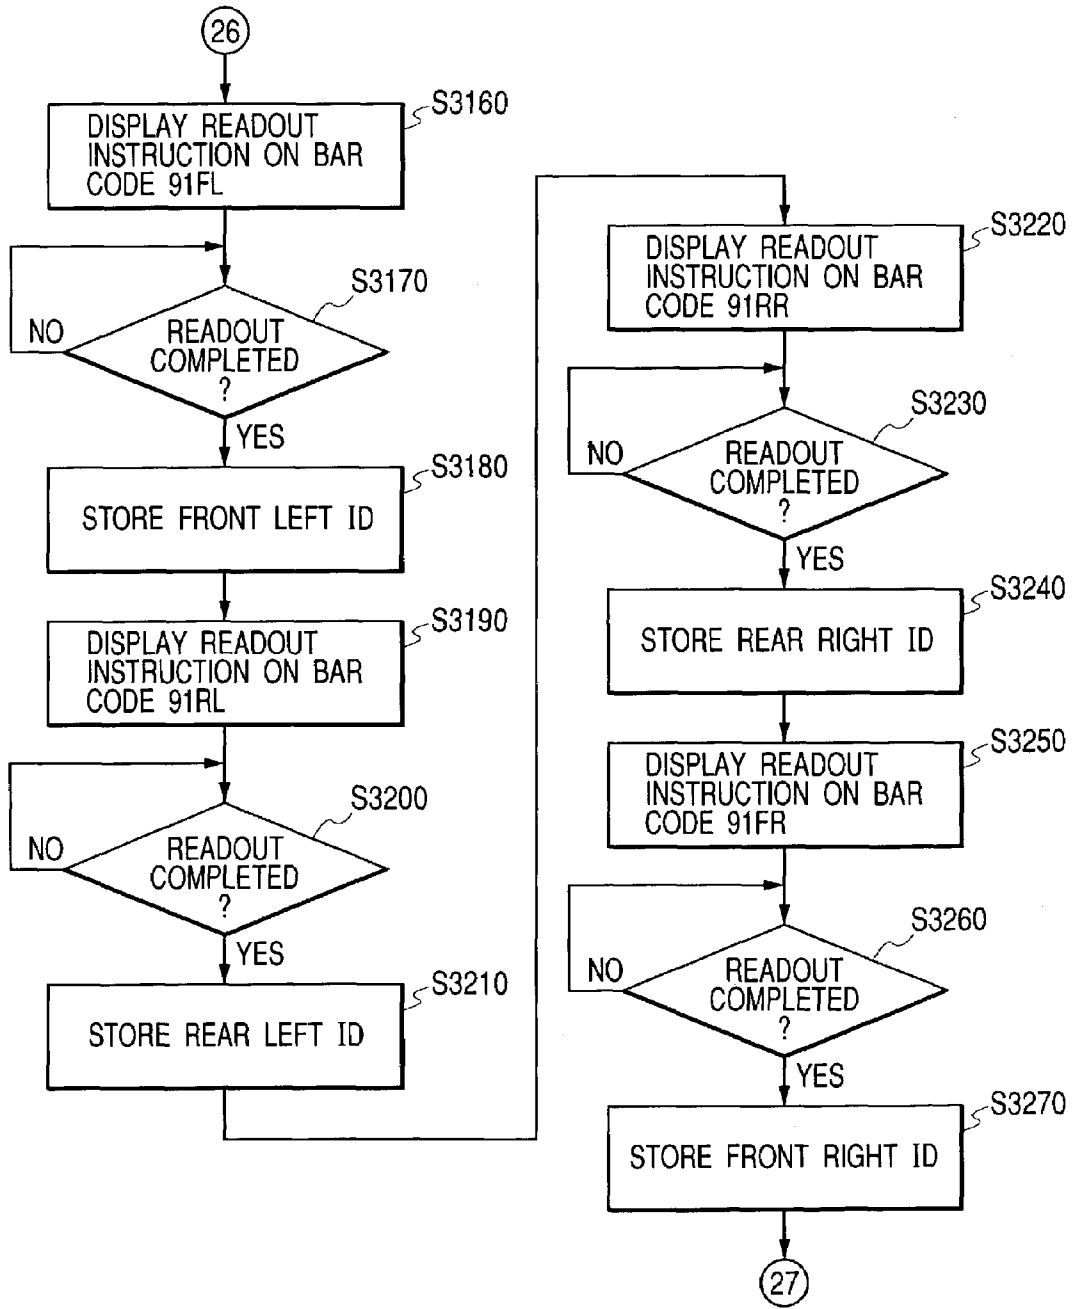 26
S3160
DISPLAY READOUT
INSTRUCTION ON BAR
CODE 91FL
S3170
NO
READOUT
COMPLETED
?
YES
S3180
STORE FRONT LEFT ID
S3190
DISPLAY READOUT
INSTRUCTION ON BAR
CODE 91RL
S3200
NO
READOUT
COMPLETED
?
YES
S3210
STORE REAR LEFT ID
S3220
DISPLAY READOUT
INSTRUCTION ON BAR
CODE 91RR
S3230
NO
READOUT
COMPLETED
?
YES
S3240
STORE REAR RIGHT ID
S3250
DISPLAY READOUT
INSTRUCTION ON BAR
CODE 91FR
S3260
NO
READOUT
COMPLETED
?
YES
S3270
STORE FRONT RIGHT ID
27